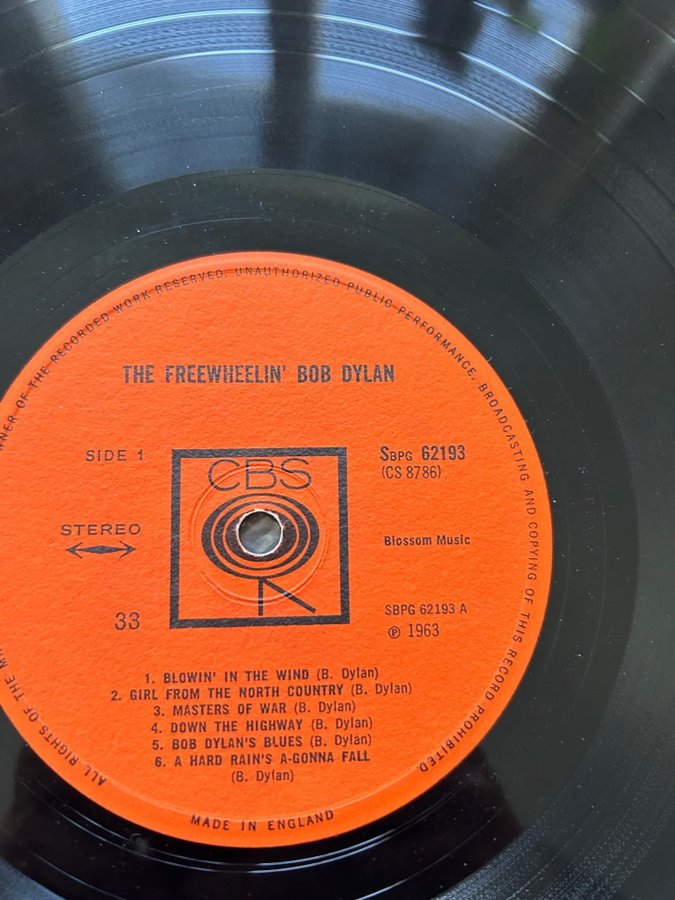 WNER OF THE RECORDED WORK RESERVED. UNAUTHORIZED PUBLIC PERFORMANCE, BROADCASTING AND COPYING OF THIS RECORD PROHIBITED.
THE FREEWHEELIN' BOB DYLAN
SIDE 1
CBS
SBPG 62193
(CS 8786)
STEREO
Blossom Music
33
SBPG 62193 A
℗ 1963
1. BLOWIN' IN THE WIND (B. Dylan)
2. GIRL FROM THE NORTH COUNTRY (B. Dylan)
3. MASTERS OF WAR (B. Dylan)
4. DOWN THE HIGHWAY (B. Dylan)
5. BOB DYLAN'S BLUES (B. Dylan)
6. A HARD RAIN'S A-GONNA FALL
(B. Dylan)
ALL RIGHTS OF THE MA
MADE IN ENGLAND